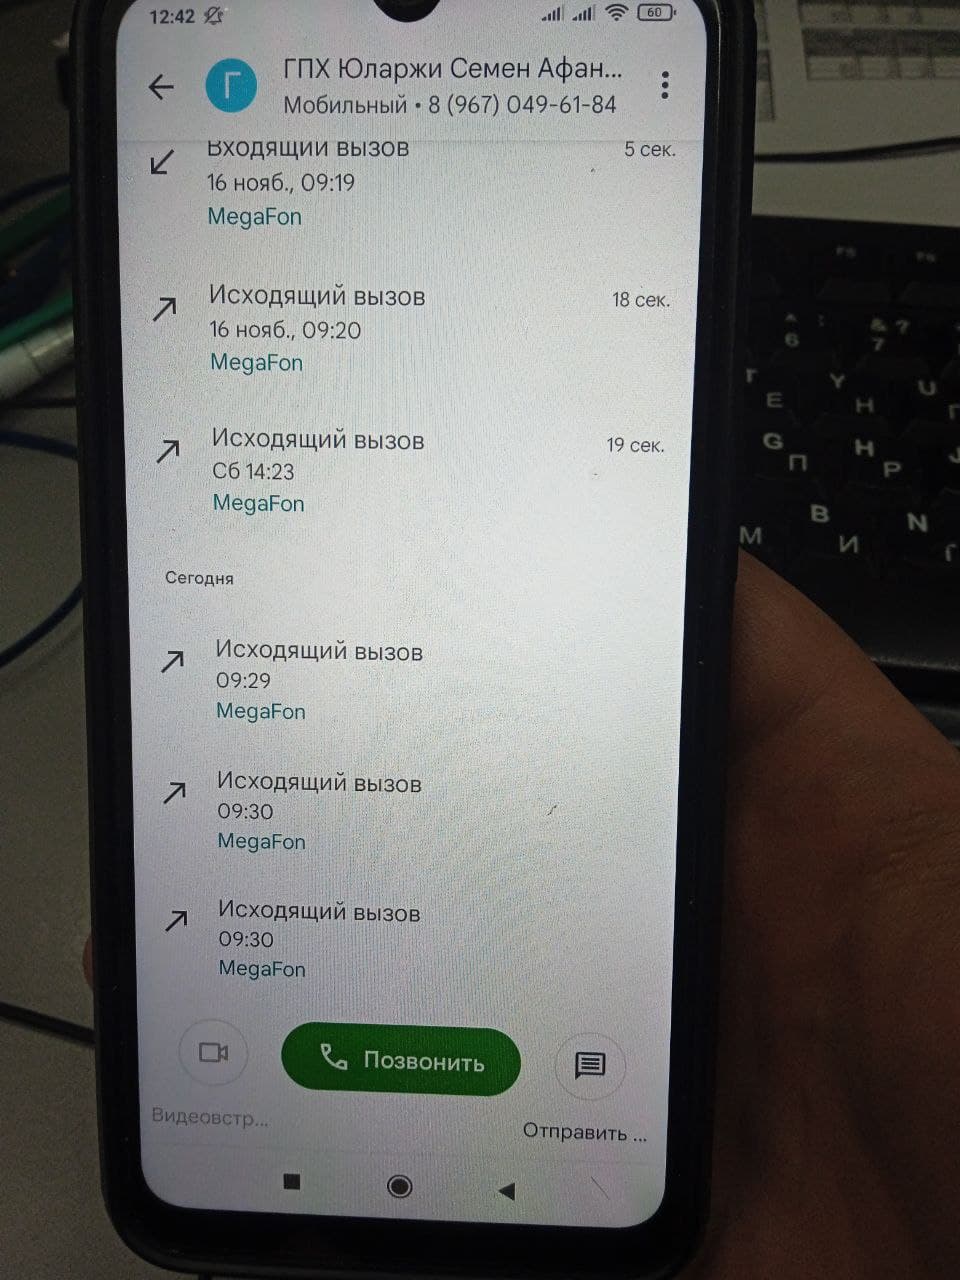 12:42
60
Г
ГПХ Юларжи Семен Афан...
Мобильный • 8 (967) 049-61-84
Входящий вызов
5 сек.
16 нояб., 09:19
MegaFon
Исходящий вызов
18 сек.
16 нояб., 09:20
MegaFon
Исходящий вызов
19 сек.
Сб 14:23
MegaFon
Сегодня
Исходящий вызов
09:29
MegaFon
Исходящий вызов
09:30
MegaFon
Исходящий вызов
09:30
MegaFon
Позвонить
Видеовстр...
Отправить ...
& ?
6
7
Y
U
Е
Н
G
П
H
Р
B
N
М
И